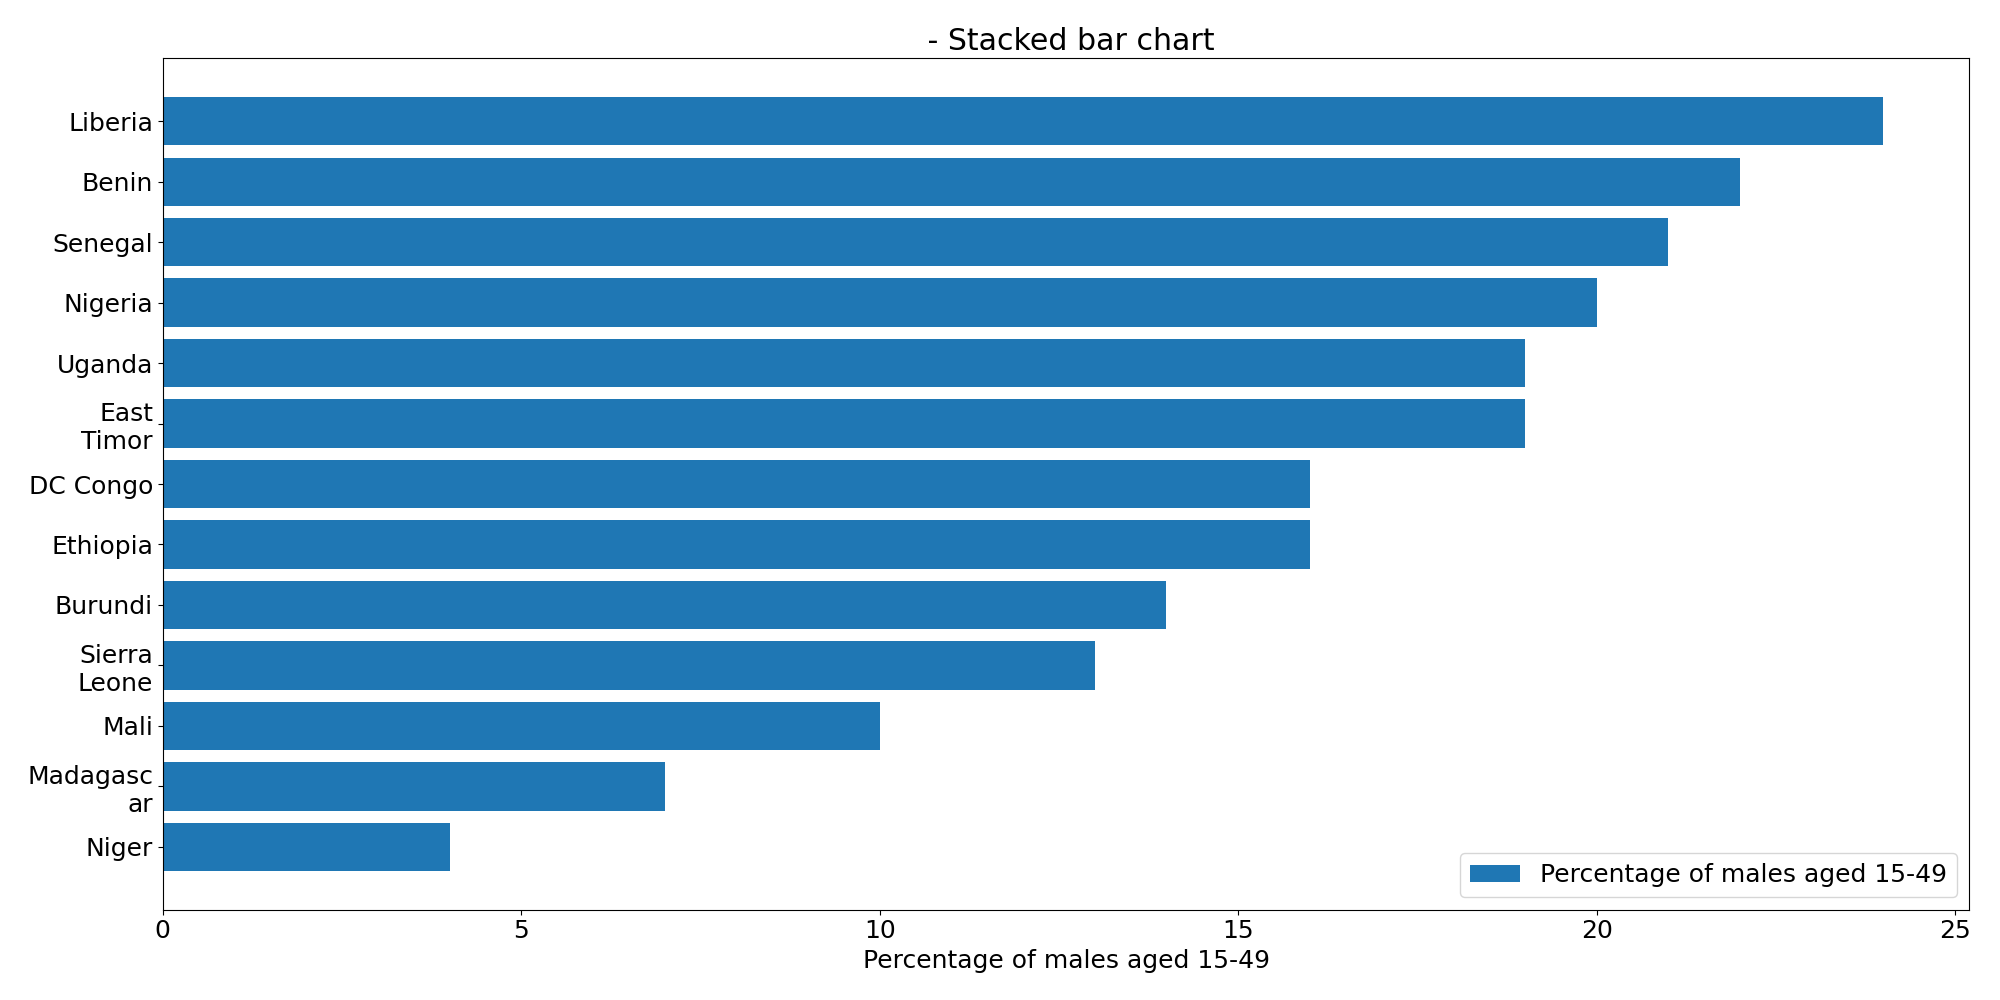 - Stacked bar chart
Liberia
Benin
Senegal
Nigeria
Uganda
East
Timor
DC Congo
Ethiopia
Burundi
Sierra
Leone
Mali
Madagasc
ar
Niger
Percentage of males aged 15-49
0 5 10 15 20 25
Percentage of males aged 15-49